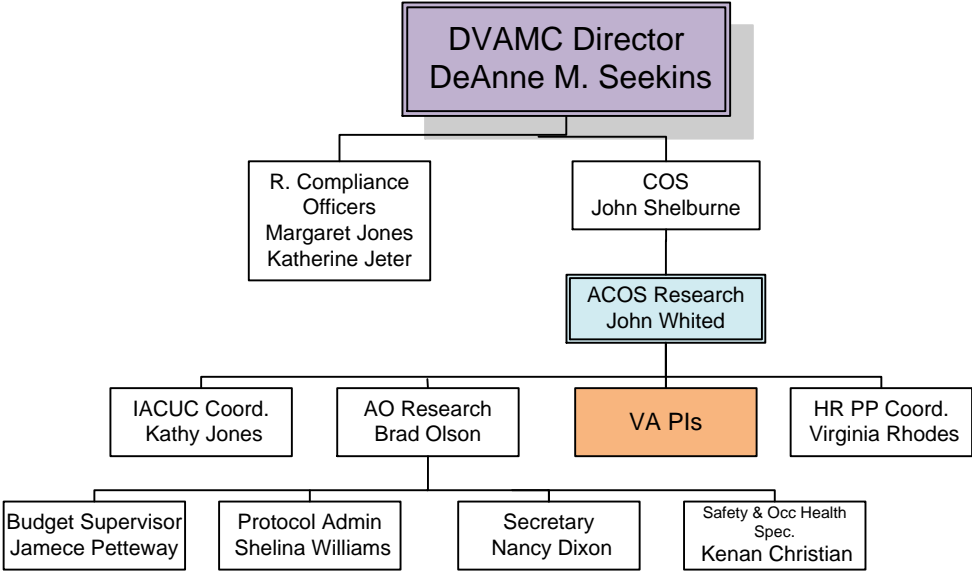 DVAMC Director
DeAnne M. Seekins
R. Compliance
Officers
Margaret Jones
Katherine Jeter
COS
John Shelburne
ACOS Research
John Whited
IACUC Coord.
Kathy Jones
AO Research
Brad Olson
VA PIs
HR PP Coord.
Virginia Rhodes
Budget Supervisor
Jamece Petteway
Protocol Admin
Shelina Williams
Secretary
Nancy Dixon
Safety & Occ Health
Spec.
Kenan Christian